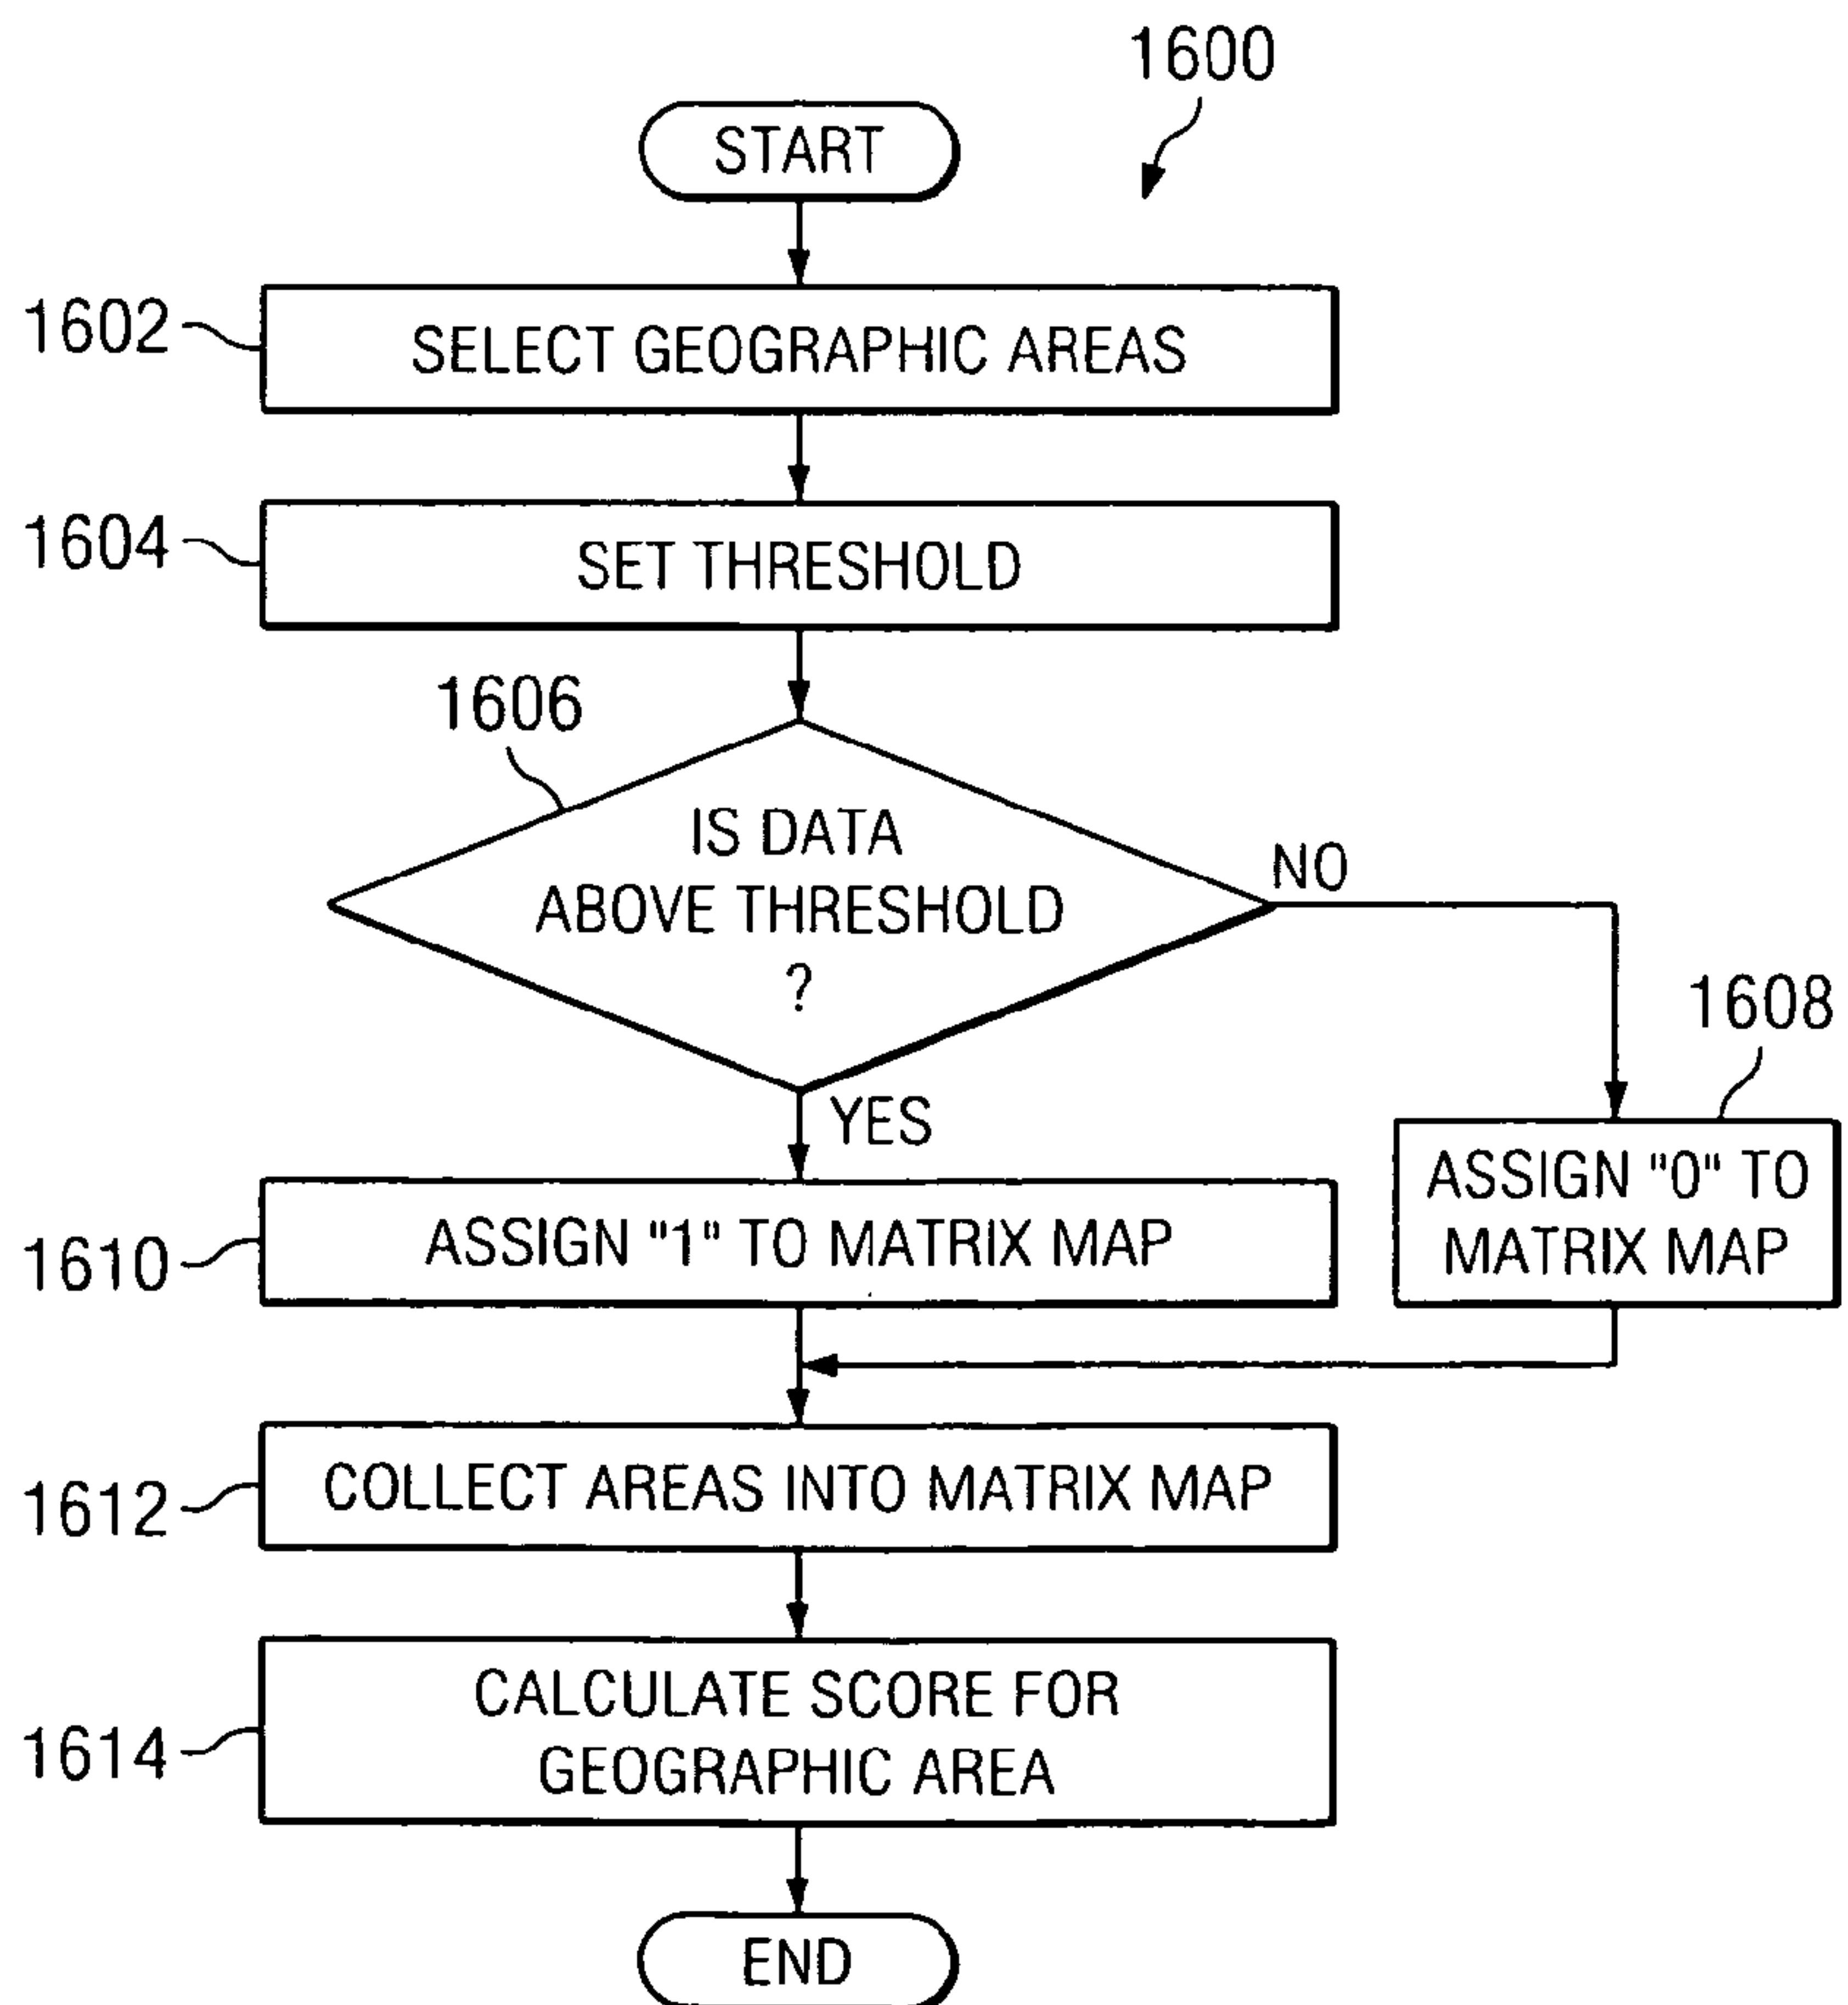 1600
START
1602
SELECT GEOGRAPHIC AREAS
1604
SET THRESHOLD
1606
IS DATA
ABOVE THRESHOLD
?
NO
YES
1608
ASSIGN "0" TO
MATRIX MAP
1610
ASSIGN "1" TO MATRIX MAP
1612
COLLECT AREAS INTO MATRIX MAP
1614
CALCULATE SCORE FOR
GEOGRAPHIC AREA
END